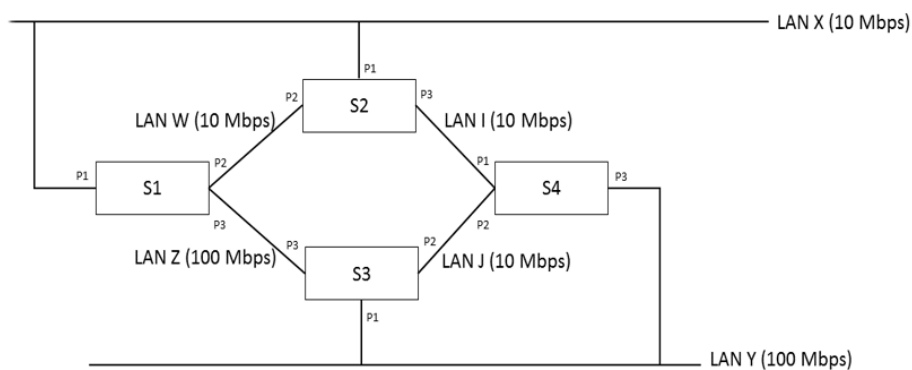 LAN X (10 Mbps)
P1
P2
S2
P3
LAN W (10 Mbps)
LAN I (10 Mbps)
P2
P1
P1
S1
S4
P3
P3
P2
P3
P2
LAN Z (100 Mbps)
S3
LAN J (10 Mbps)
P1
LAN Y (100 Mbps)